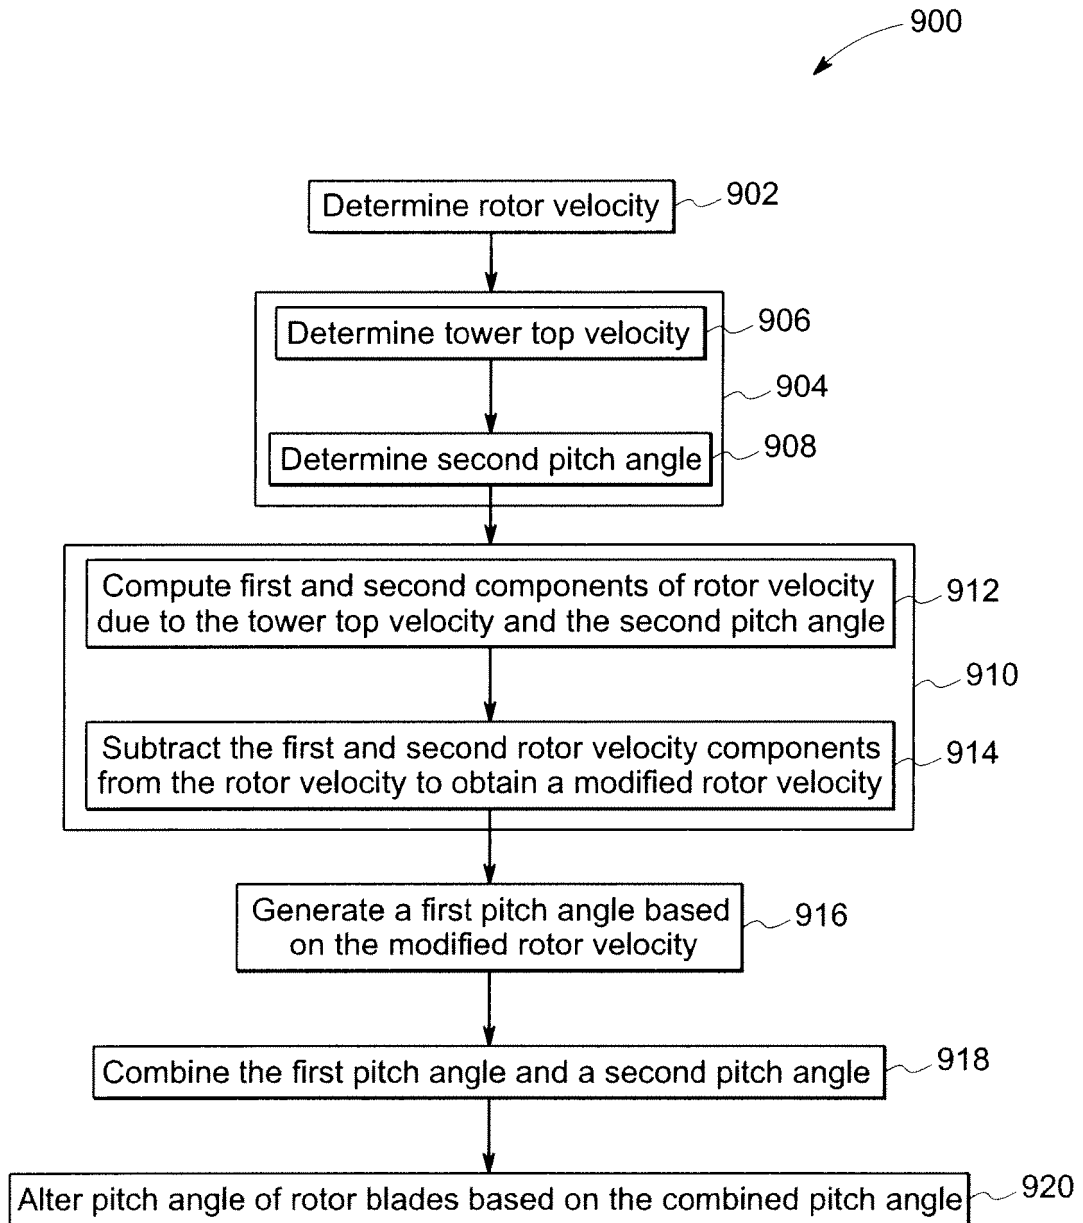 900
Determine rotor velocity
902
Determine tower top velocity
906
904
Determine second pitch angle
908
Compute first and second components of rotor velocity
due to the tower top velocity and the second pitch angle
912
910
Subtract the first and second rotor velocity components
from the rotor velocity to obtain a modified rotor velocity
914
Generate a first pitch angle based
on the modified rotor velocity
916
Combine the first pitch angle and a second pitch angle
918
Alter pitch angle of rotor blades based on the combined pitch angle
920